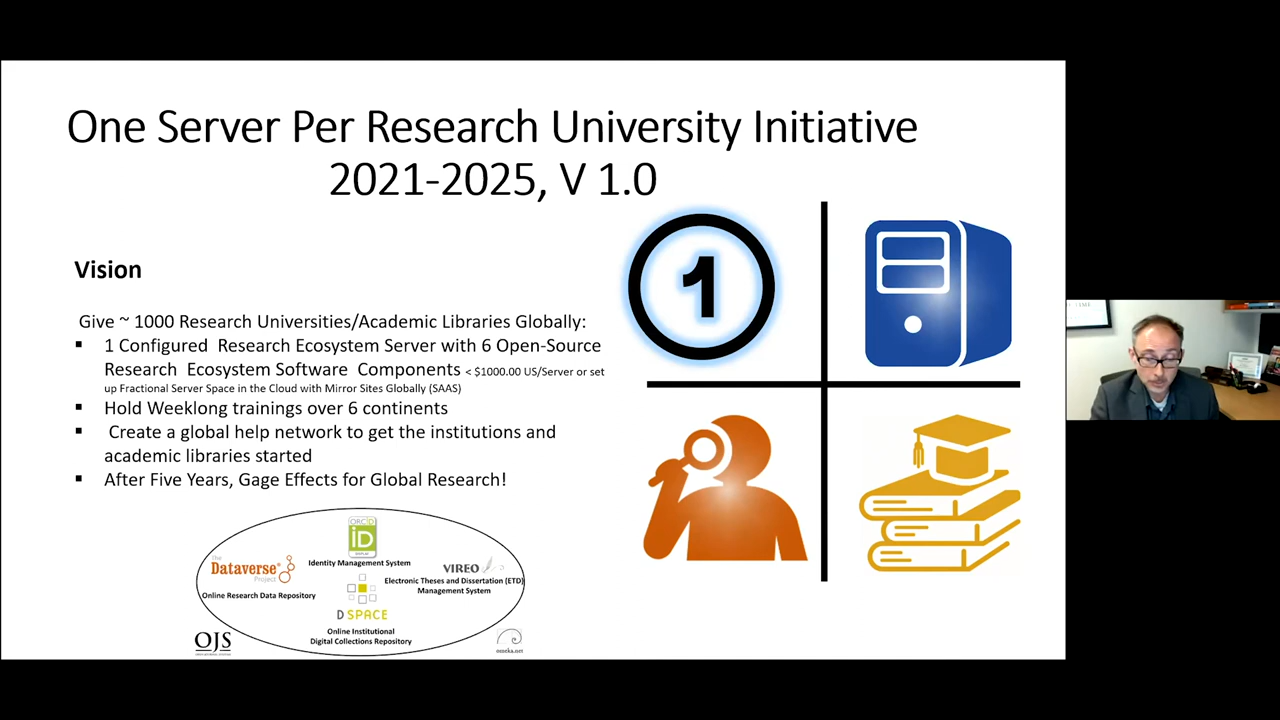 One Server Per Research University Initiative
2021-2025, V 1.0
1
Vision
Give ~ 1000 Research Universities/Academic Libraries Globally:
▪ 1 Configured Research Ecosystem Server with 6 Open-Source
Research Ecosystem Software Components < $1000.00 US/Server or set
up Fractional Server Space in the Cloud with Mirror Sites Globally (SAAS)
▪ Hold Weeklong trainings over 6 continents
▪ Create a global help network to get the institutions and
academic libraries started
▪ After Five Years, Gage Effects for Global Research!
ORCID
iD
Identity Management System
The
Dataverse®
Project
Online Research Data Repository
VIREO
Electronic Theses and Dissertation (ETD)
Management System
DSPACE
Online Institutional
Digital Collections Repository
OJS
omeka.net